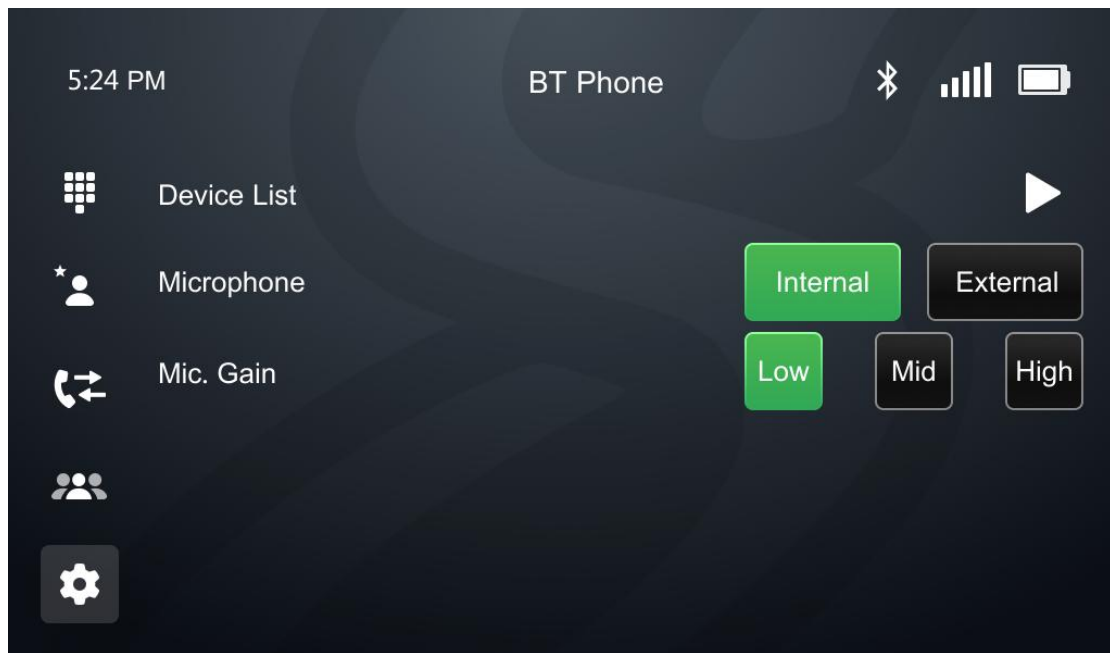 5:24 PM BT Phone
Device List
Microphone Internal External
Mic. Gain Low Mid High